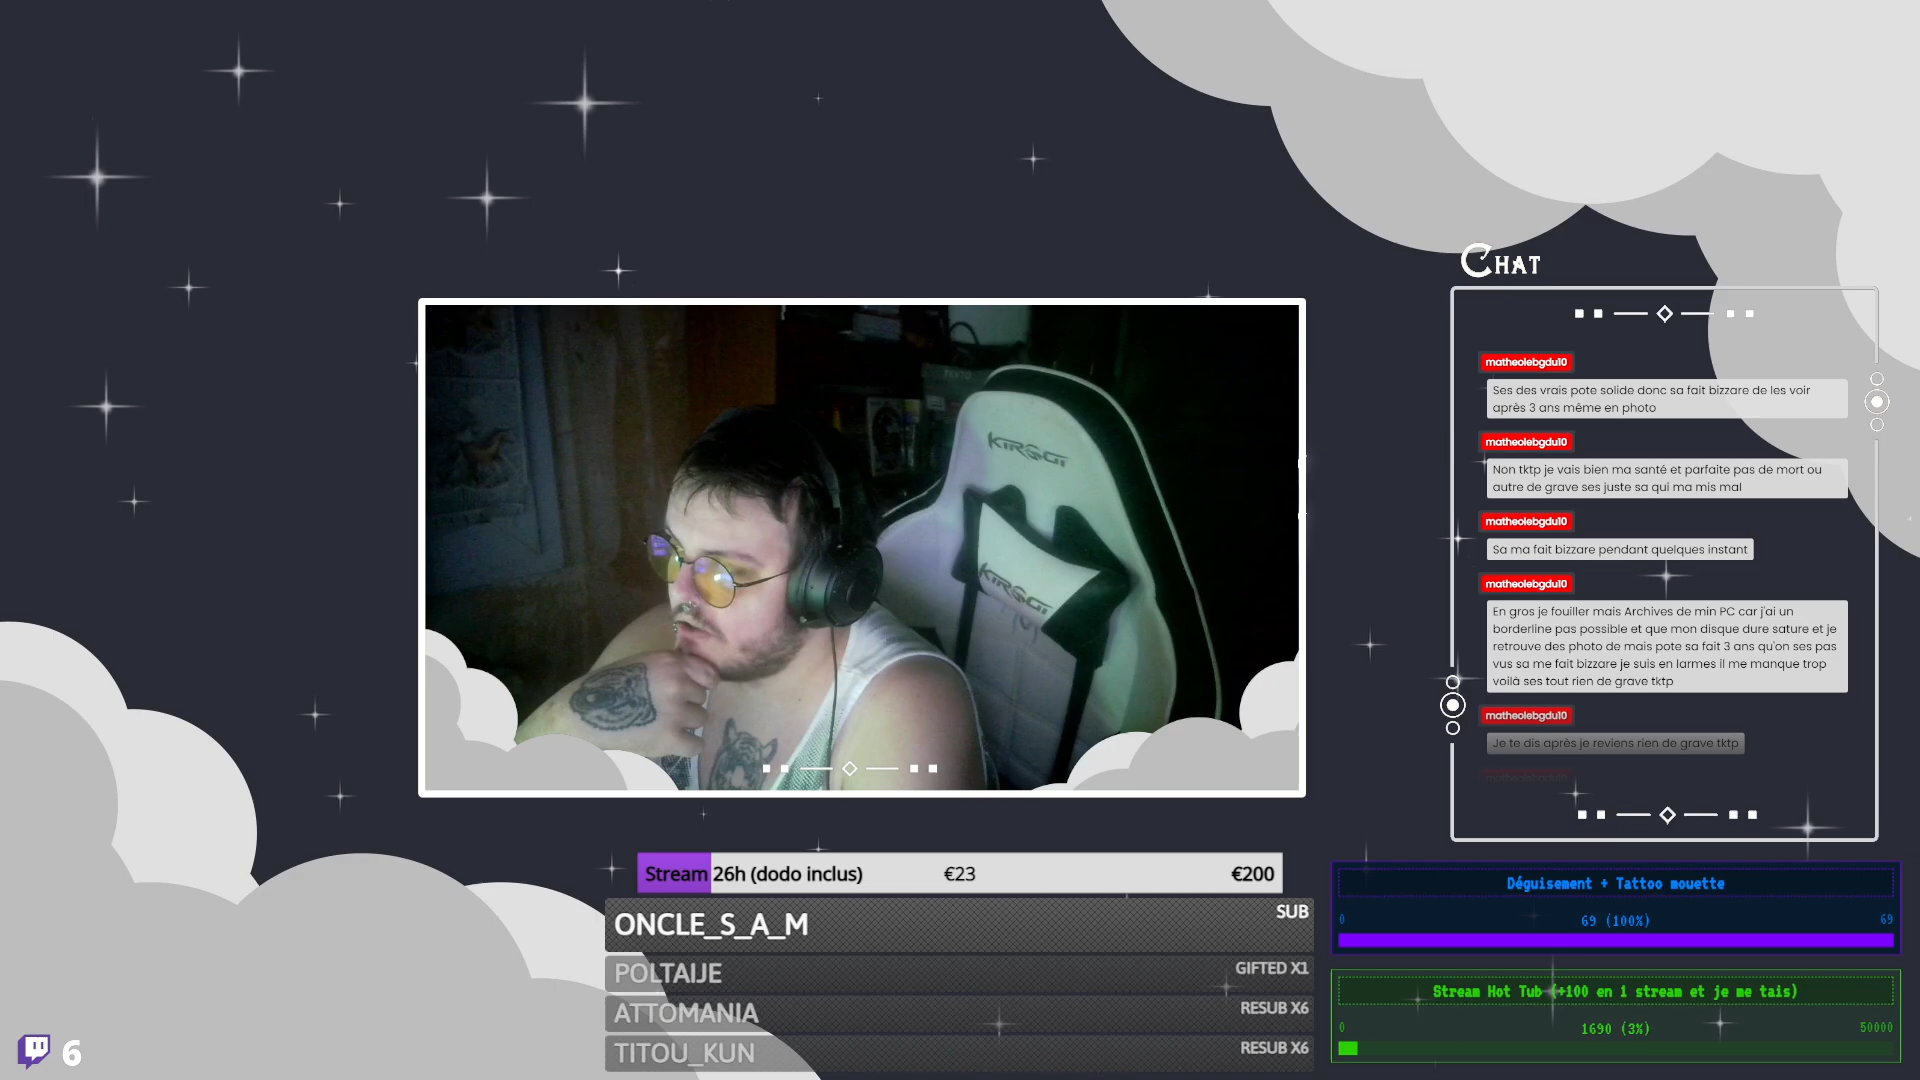 CHAT
matheolebgdu10
Ses des vrais pote solide donc sa fait bizzare de les voir
après 3 ans même en photo
matheolebgdu10
Non tktp je vais bien ma santé et parfaite pas de mort ou
autre de grave ses juste sa qui ma mis mal
matheolebgdu10
Sa ma fait bizzare pendant quelques instant
matheolebgdu10
En gros je fouiller mais Archives de min PC car j'ai un
borderline pas possible et que mon disque dure sature et je
retrouve des photo de mais pote sa fait 3 ans qu'on ses pas
vus sa me fait bizzare je suis en larmes il me manque trop
voilà ses tout rien de grave tktp
matheolebgdu10
Je te dis après je reviens rien de grave tktp
KIROGI
KIROGI
Stream 26h (dodo inclus) €23 €200
ONCLE_S_A_M SUB
POLTAIJE GIFTED X1
ATTOMANIA RESUB X6
TITOU_KUN RESUB X6
Déguisement + Tattoo mouette
0 69 (100%) 69
Stream Hot Tub (+100 en 1 stream et je me tais)
0 1690 (3%) 50000
6